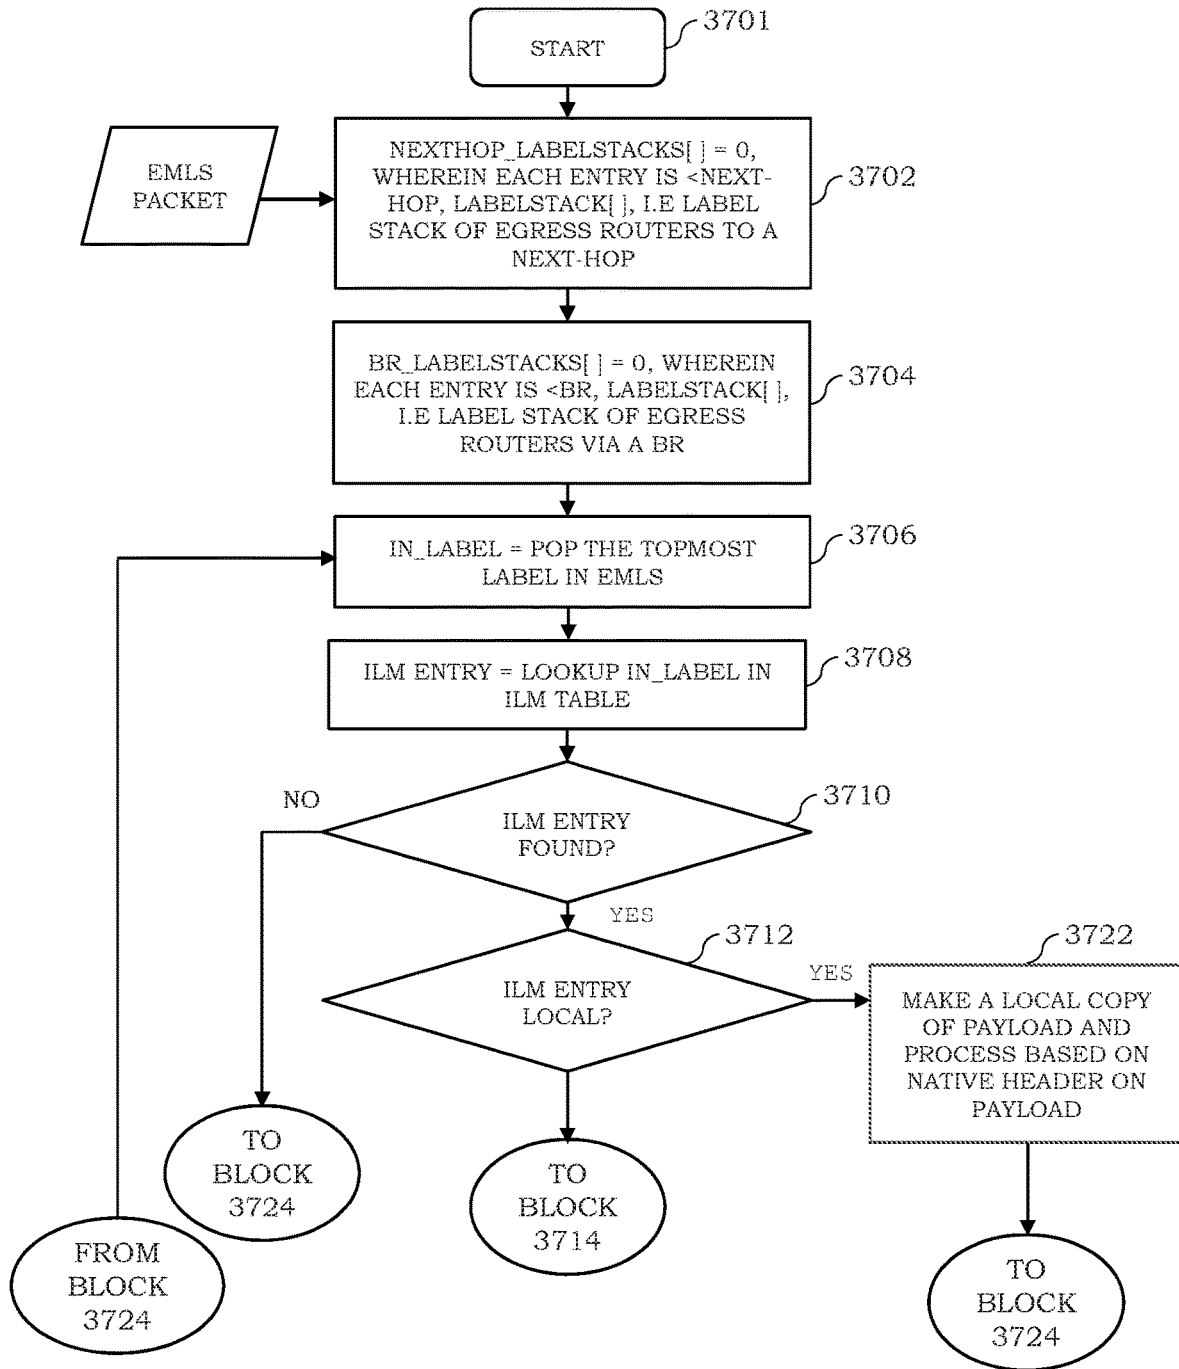 START
3701
EMLS
PACKET
NEXTHOP_LABELSTACKS[ ] = 0,
WHEREIN EACH ENTRY IS <NEXT-
HOP, LABELSTACK[ ], I.E LABEL
STACK OF EGRESS ROUTERS TO A
NEXT-HOP
3702
BR_LABELSTACKS[ ] = 0, WHEREIN
EACH ENTRY IS <BR, LABELSTACK[ ],
I.E LABEL STACK OF EGRESS
ROUTERS VIA A BR
3704
IN_LABEL = POP THE TOPMOST
LABEL IN EMLS
3706
ILM ENTRY = LOOKUP IN_LABEL IN
ILM TABLE
3708
NO
ILM ENTRY
FOUND?
3710
YES
ILM ENTRY
LOCAL?
3712
YES
3722
MAKE A LOCAL COPY
OF PAYLOAD AND
PROCESS BASED ON
NATIVE HEADER ON
PAYLOAD
TO
BLOCK
3724
TO
BLOCK
3714
FROM
BLOCK
3724
TO
BLOCK
3724